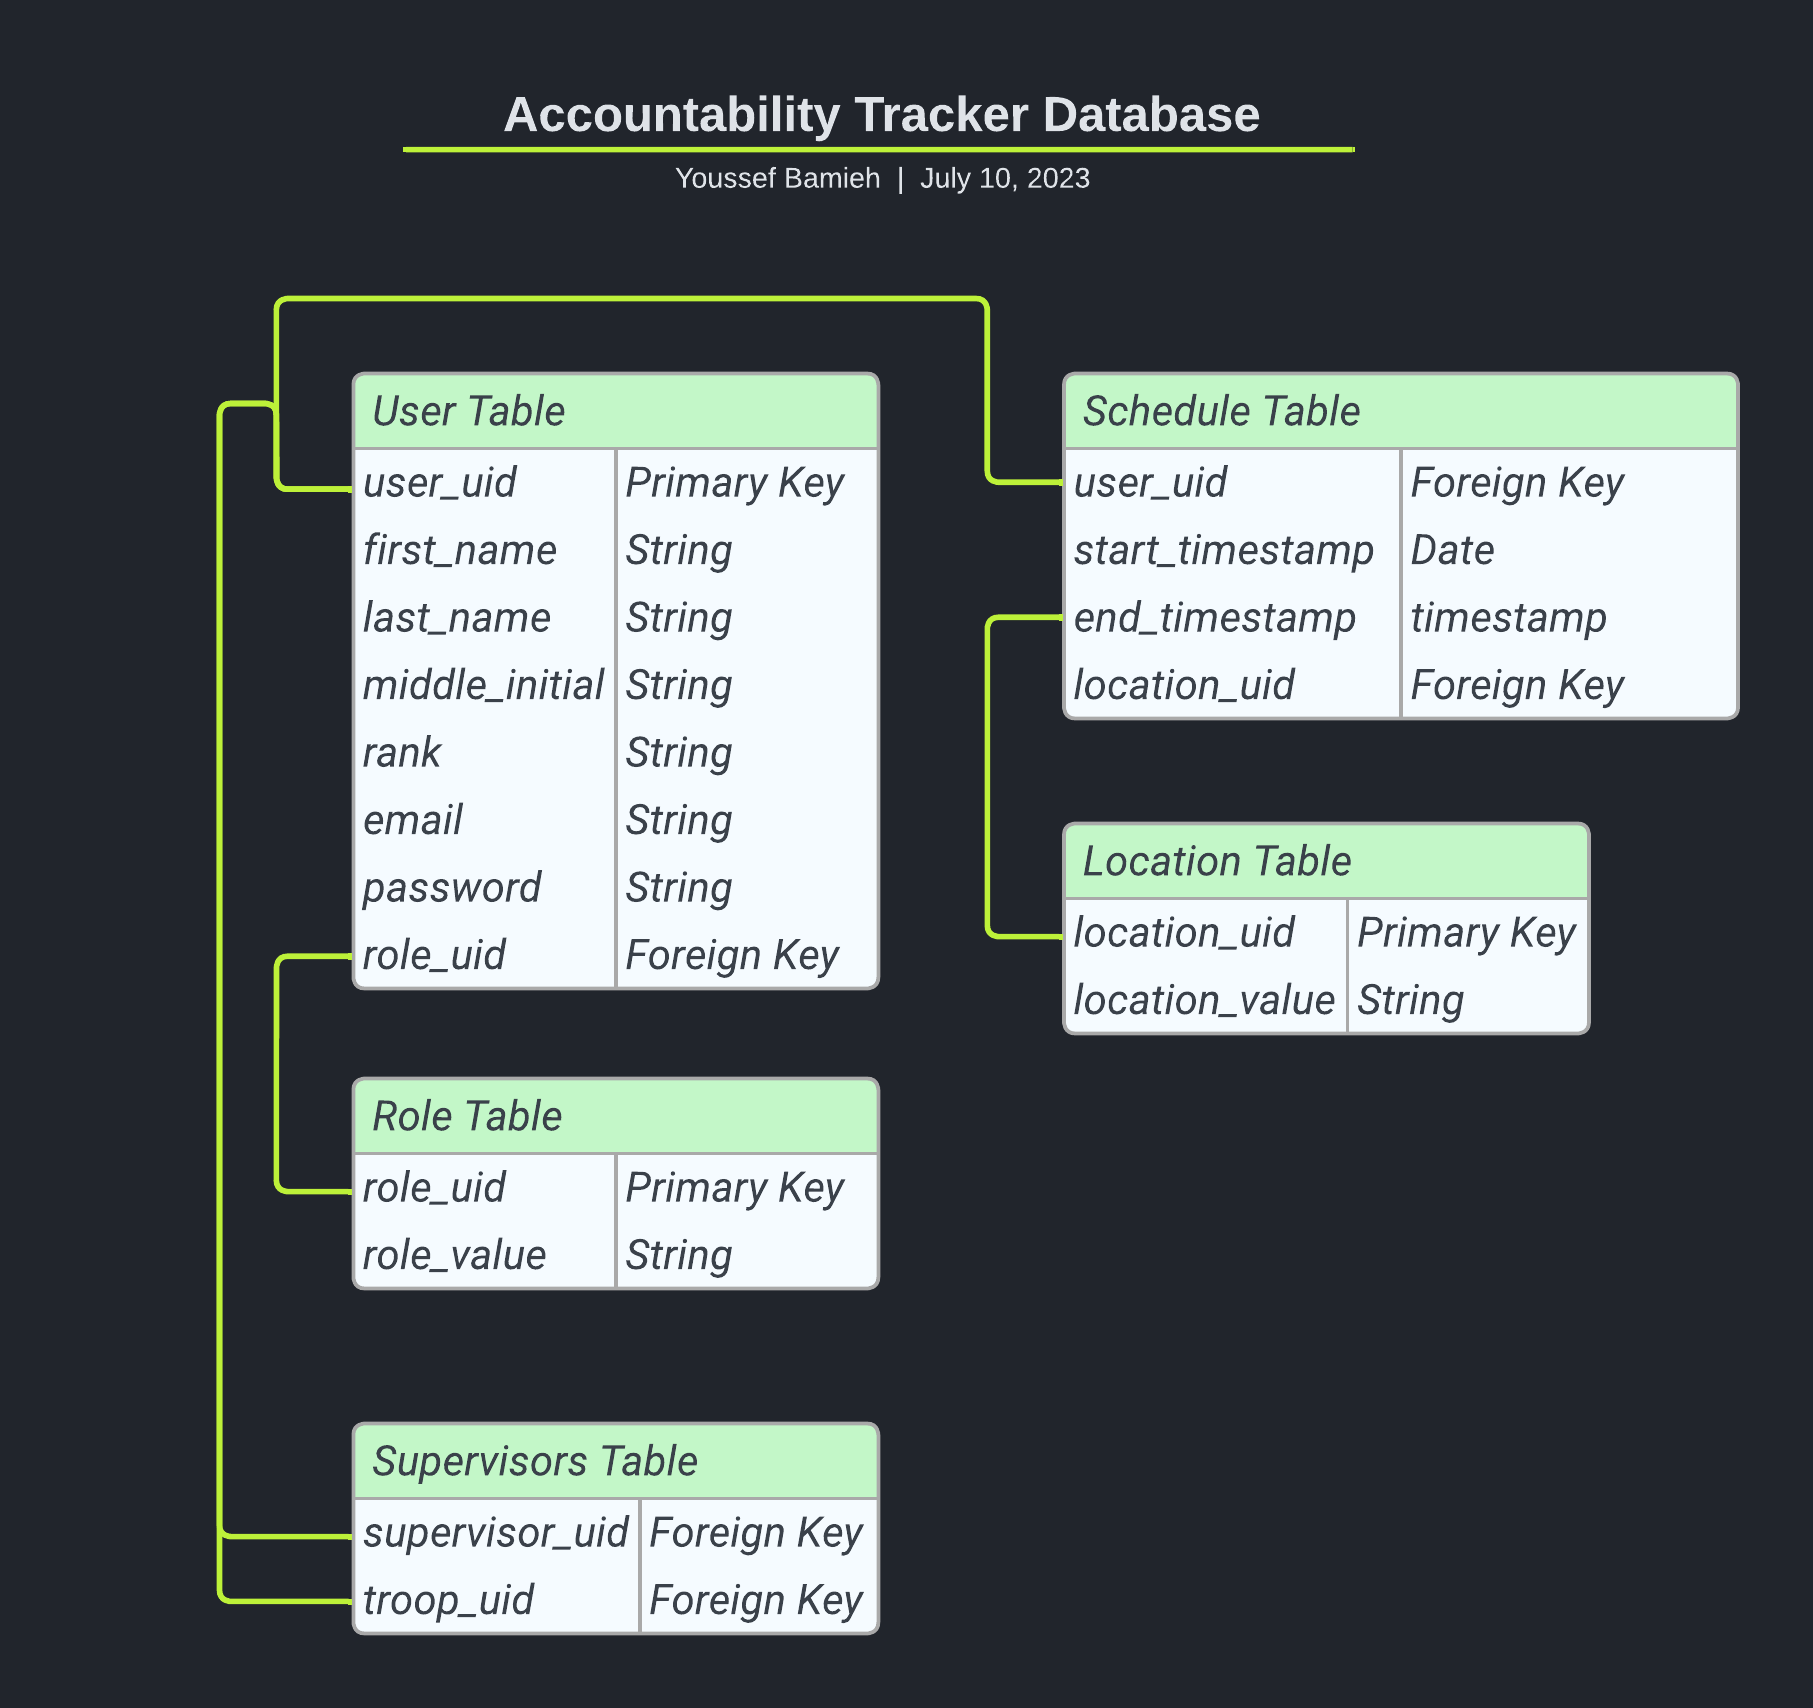 Accountability Tracker Database
Youssef Bamieh | July 10, 2023
User Table
user_uid Primary Key
first_name String
last_name String
middle_initial String
rank String
email String
password String
role_uid Foreign Key
Schedule Table
user_uid Foreign Key
start_timestamp Date
end_timestamp timestamp
location_uid Foreign Key
Location Table
location_uid Primary Key
location_value String
Role Table
role_uid Primary Key
role_value String
Supervisors Table
supervisor_uid Foreign Key
troop_uid Foreign Key